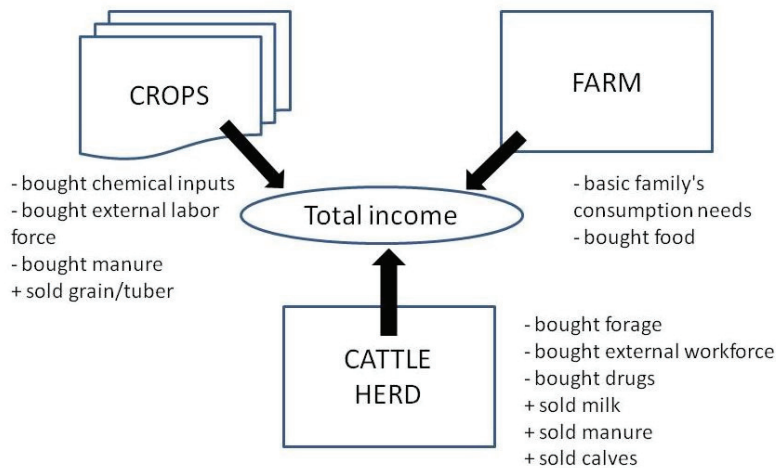 CROPS
FARM
- bought chemical inputs
- bought external labor
force
- bought manure
+ sold grain/tuber
Total income
- basic family's
consumption needs
- bought food
CATTLE
HERD
- bought forage
- bought external workforce
- bought drugs
+ sold milk
+ sold manure
+ sold calves